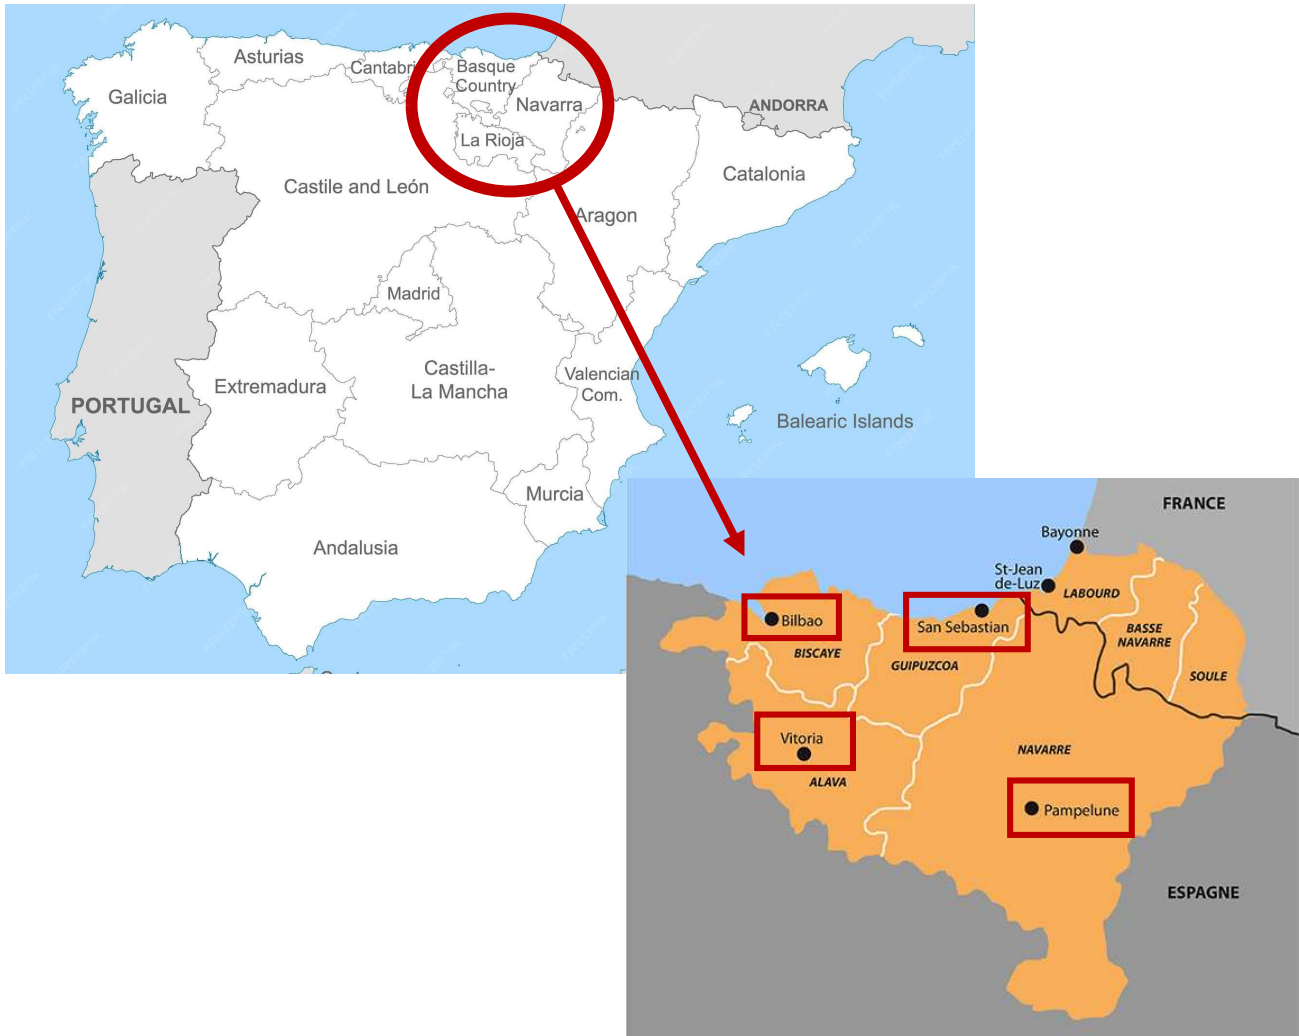 Asturias
Cantabri
Basque
Country
Galicia
Navarra
ANDORRA
La Rioja
Catalonia
Castile and León
Aragon
Madrid
Castilla-
La Mancha
Valencian
Com.
Extremadura
PORTUGAL
Balearic Islands
Murcia
Andalusia
FRANCE
Bayonne
St-Jean
de-Luz
LABOURD
Bilbao
San Sebastian
BASSE
NAVARRE
BISCAYE
GUIPUZCOA
SOULE
Vitoria
NAVARRE
ALAVA
Pampelune
ESPAGNE